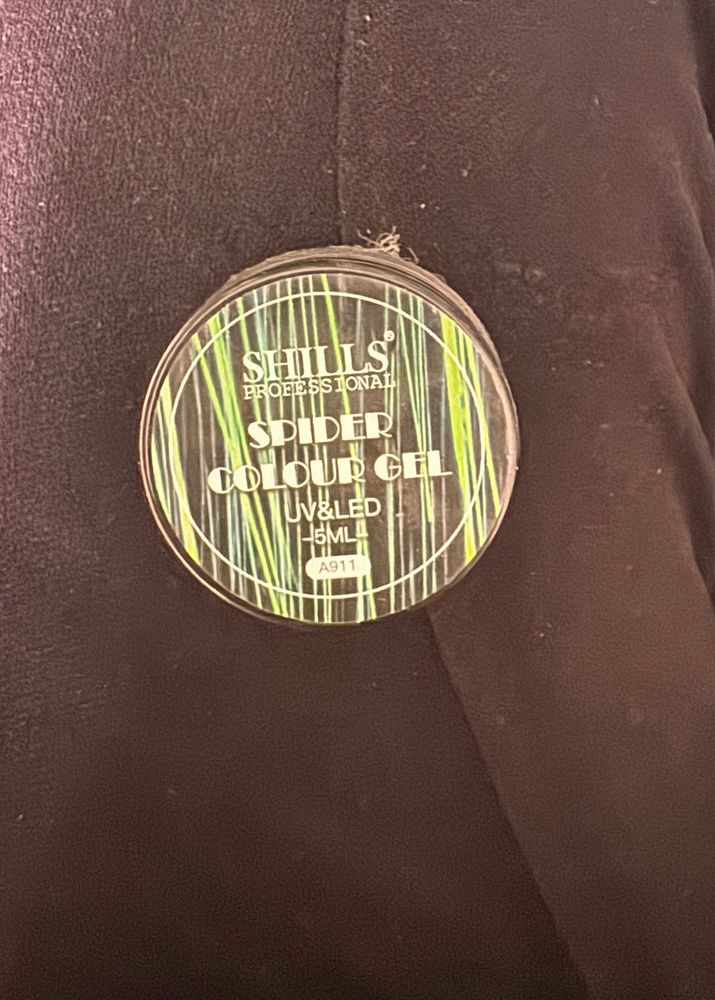 SHILLS®
PROFESSIONAL
SPIDER
COLOUR GEL
UV&LED
-5ML-
A911